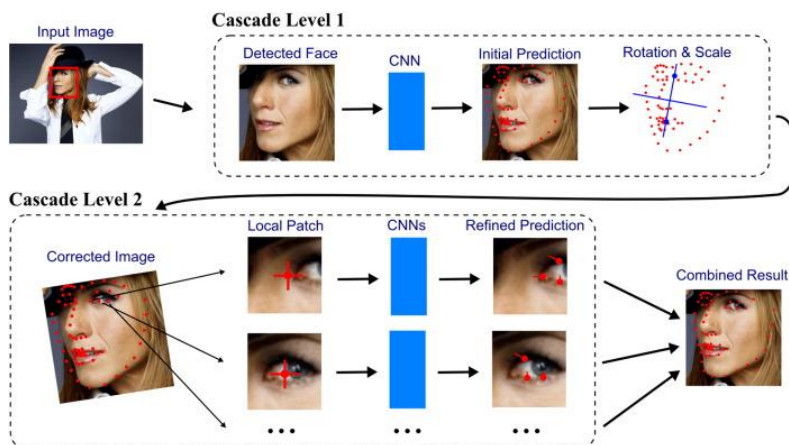 Cascade Level 1
Input Image
Detected Face
CNN
Initial Prediction
Rotation & Scale
Cascade Level 2
Corrected Image
Local Patch
CNNs
Refined Prediction
Combined Result
•••
•••
•••